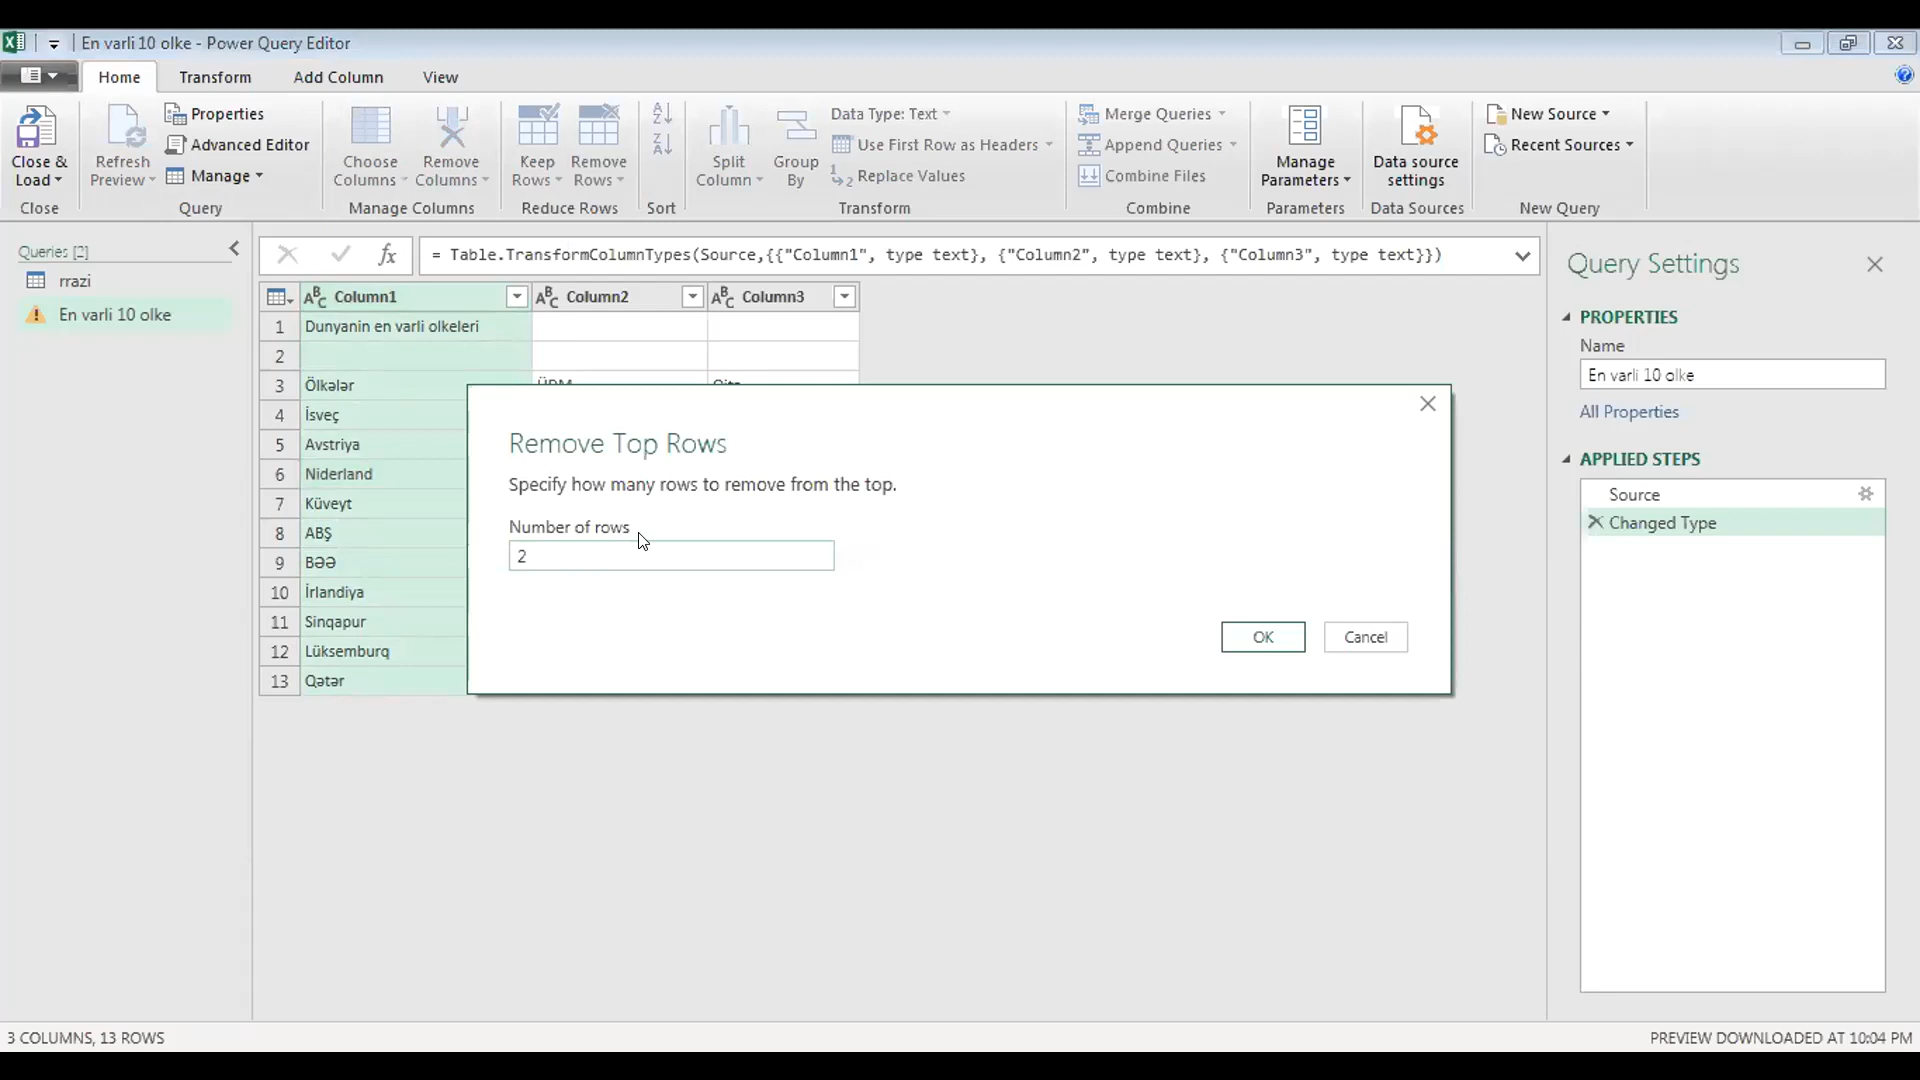 En varli 10 olke - Power Query Editor
Home Transform Add Column View
Close & Load
Refresh Preview
Properties
Advanced Editor
Manage
Choose Columns
Remove Columns
Keep Rows
Remove Rows
Split Column
Group By
Data Type: Text
Use First Row as Headers
Replace Values
Merge Queries
Append Queries
Combine Files
Manage Parameters
Data source settings
New Source
Recent Sources
Close Query Manage Columns Reduce Rows Sort Transform Combine Parameters Data Sources New Query
Queries [2]
rrazi
En varli 10 olke
fx = Table.TransformColumnTypes(Source,{{"Column1", type text}, {"Column2", type text}, {"Column3", type text}})
Column1 Column2 Column3
1 Dunyanin en varli olkeleri
2
3 Ölkələr
4 İsveç
5 Avstriya
6 Niderland
7 Küveyt
8 ABŞ
9 BƏƏ
10 İrlandiya
11 Sinqapur
12 Lüksemburq
13 Qətər
Remove Top Rows
Specify how many rows to remove from the top.
Number of rows
2
OK Cancel
Query Settings
PROPERTIES
Name
En varli 10 olke
All Properties
APPLIED STEPS
Source
Changed Type
3 COLUMNS, 13 ROWS
PREVIEW DOWNLOADED AT 10:04 PM